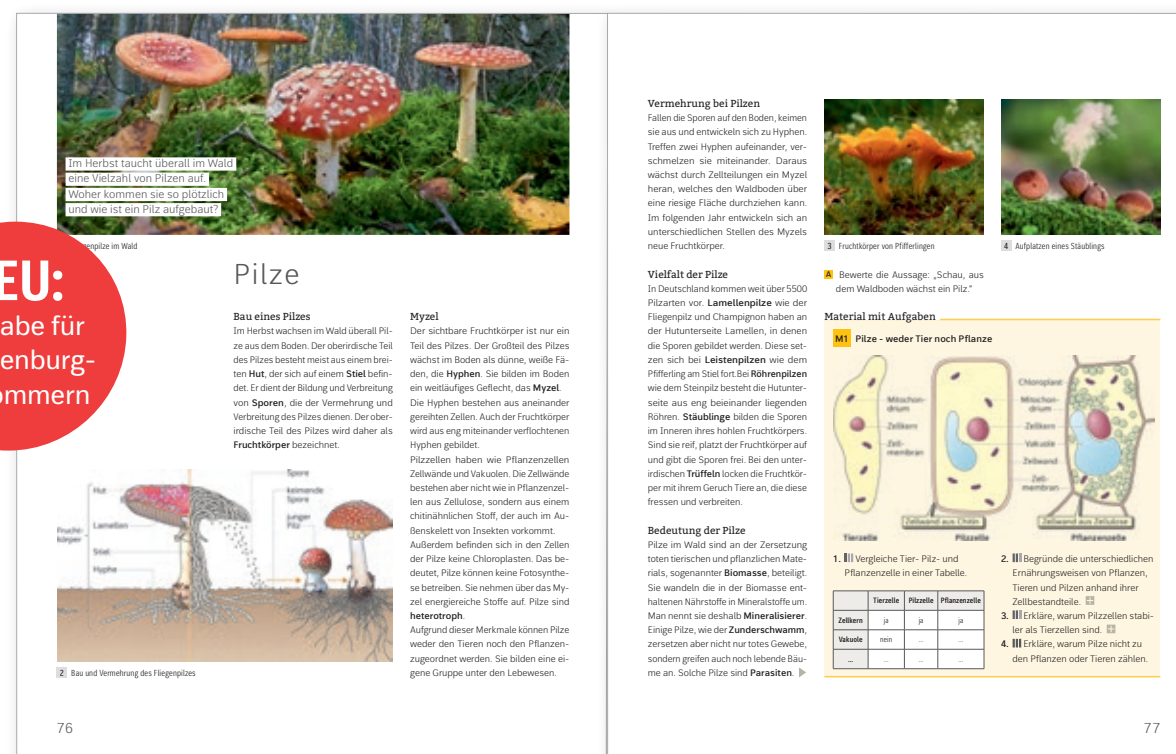 Im Herbst taucht überall im Wald
eine Vielzahl von Pilzen auf.
Woher kommen sie so plötzlich
und wie ist ein Pilz aufgebaut?
enpilze im Wald
EU:
abe für
enburg-
ommern
Pilze
Bau eines Pilzes
Im Herbst wachsen im Wald überall Pil-
ze aus dem Boden. Der oberirdische Teil
des Pilzes besteht meist aus einem brei-
ten Hut, der sich auf einem Stiel befin-
det. Er dient der Bildung und Verbreitung
von Sporen, die der Vermehrung und
Verbreitung des Pilzes dienen. Der ober-
irdische Teil des Pilzes wird daher als
Fruchtkörper bezeichnet.
Myzel
Der sichtbare Fruchtkörper ist nur ein
Teil des Pilzes. Der Großteil des Pilzes
wächst im Boden als dünne, weiße Fä-
den, die Hyphen. Sie bilden im Boden
ein weitläufiges Geflecht, das Myzel.
Die Hyphen bestehen aus aneinander
gereihten Zellen. Auch der Fruchtkörper
wird aus eng miteinander verflochtenen
Hyphen gebildet.
Pilzzellen haben wie Pflanzenzellen
Zellwände und Vakuolen. Die Zellwände
bestehen aber nicht wie in Pflanzenzel-
len aus Zellulose, sondern aus einem
chitinähnlichen Stoff, der auch im Au-
ßenskelett von Insekten vorkommt.
Außerdem befinden sich in den Zellen
der Pilze keine Chloroplasten. Das be-
deutet, Pilze können keine Fotosynthe-
se betreiben. Sie nehmen über das My-
zel energiereiche Stoffe auf. Pilze sind
heterotroph.
Aufgrund dieser Merkmale können Pilze
weder den Tieren noch den Pflanzen-
zugeordnet werden. Sie bilden eine ei-
gene Gruppe unter den Lebewesen.
Hut
Frucht-
körper
Lamellen
Stiel
Hyphe
Spore
keimende
Spore
junger
Pilz
2 Bau und Vermehrung des Fliegenpilzes
76
Vermehrung bei Pilzen
Fallen die Sporen auf den Boden, keimen
sie aus und entwickeln sich zu Hyphen.
Treffen zwei Hyphen aufeinander, ver-
schmelzen sie miteinander. Daraus
wächst durch Zellteilungen ein Myzel
heran, welches den Waldboden über
eine riesige Fläche durchziehen kann.
Im folgenden Jahr entwickeln sich an
unterschiedlichen Stellen des Myzels
neue Fruchtkörper.
Vielfalt der Pilze
In Deutschland kommen weit über 5500
Pilzarten vor. Lamellenpilze wie der
Fliegenpilz und Champignon haben an
der Hutunterseite Lamellen, in denen
die Sporen gebildet werden. Diese set-
zen sich bei Leistenpilzen wie dem
Pfifferling am Stiel fort.Bei Röhrenpilzen
wie dem Steinpilz besteht die Hutunter-
seite aus eng beieinander liegenden
Röhren. Stäublinge bilden die Sporen
im Inneren ihres hohlen Fruchtkörpers.
Sind sie reif, platzt der Fruchtkörper auf
und gibt die Sporen frei. Bei den unter-
irdischen Trüffeln locken die Fruchtkör-
per mit ihrem Geruch Tiere an, die diese
fressen und verbreiten.
Bedeutung der Pilze
Pilze im Wald sind an der Zersetzung
toten tierischen und pflanzlichen Mate-
rials, sogenannter Biomasse, beteiligt.
Sie wandeln die in der Biomasse ent-
haltenen Nährstoffe in Mineralstoffe um.
Man nennt sie deshalb Mineralisierer.
Einige Pilze, wie der Zunderschwamm,
zersetzen aber nicht nur totes Gewebe,
sondern greifen auch noch lebende Bäu-
me an. Solche Pilze sind Parasiten.
3 Fruchtkörper von Pfifferlingen
4 Aufplatzen eines Stäublings
A Bewerte die Aussage: „Schau, aus
dem Waldboden wächst ein Pilz.“
Material mit Aufgaben
M1 Pilze - weder Tier noch Pflanze
Mitochon-
drium
Zellkern
Zell-
membran
Tierzelle
Zellwand aus Chitin
Pilzzelle
Chloroplast
Mitochon-
drium
Zellkern
Vakuole
Zellwand
Zell-
membran
Zellwand aus Zellulose
Pflanzenzelle
1. Vergleiche Tier- Pilz- und
Pflanzenzelle in einer Tabelle.
Tierzelle Pilzzelle Pflanzenzelle
Zellkern ja ja ja
Vakuole nein ... ...
... ... ... ...
2. Begründe die unterschiedlichen
Ernährungsweisen von Pflanzen,
Tieren und Pilzen anhand ihrer
Zellbestandteile.
3. Erkläre, warum Pilzzellen stabi-
ler als Tierzellen sind.
4. Erkläre, warum Pilze nicht zu
den Pflanzen oder Tieren zählen.
77